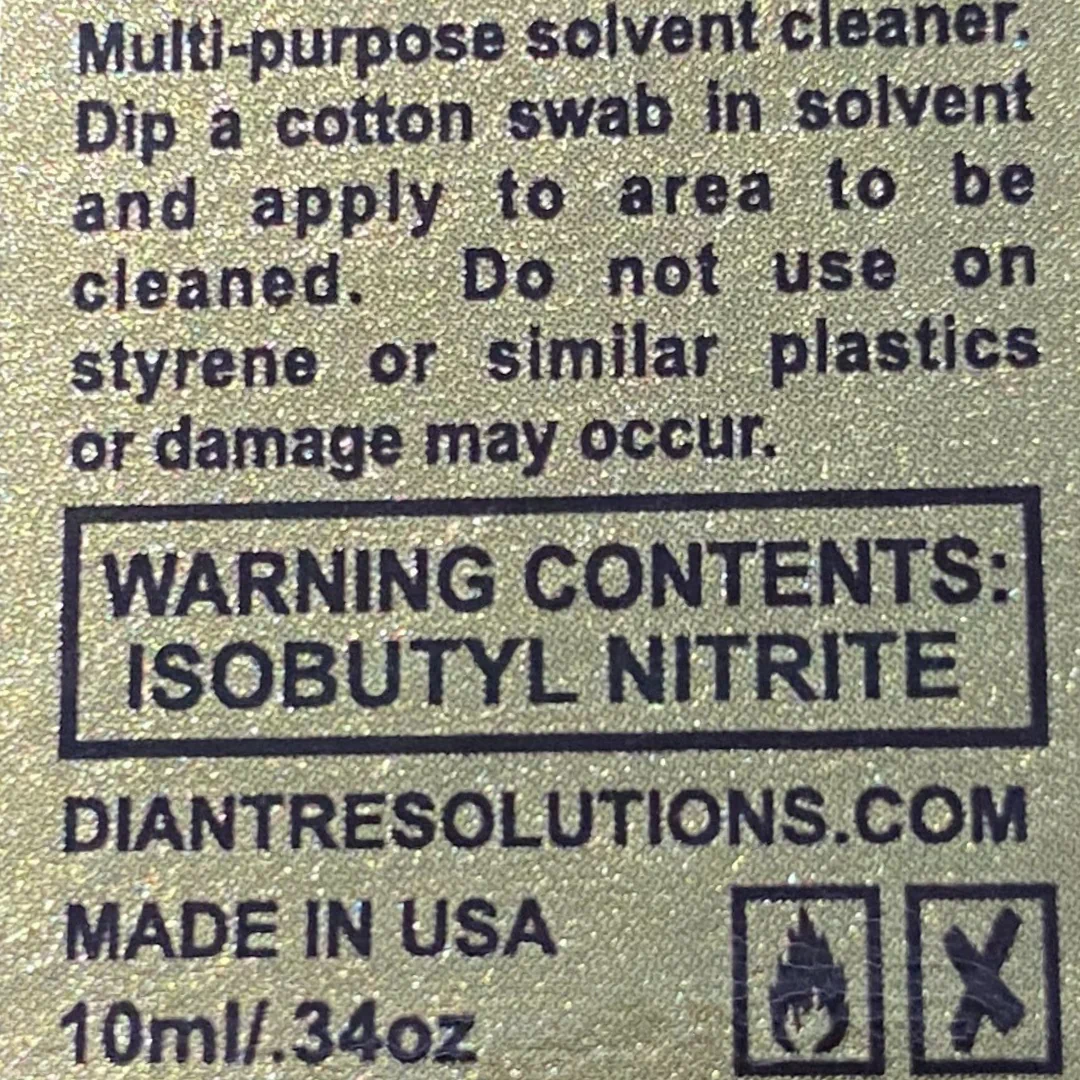 Multi-purpose solvent cleaner.
Dip a cotton swab in solvent
and apply to area to be
cleaned. Do not use on
styrene or similar plastics
or damage may occur.
WARNING CONTENTS:
ISOBUTYL NITRITE
DIANTRESOLUTIONS.COM
MADE IN USA
10ml/.34oz